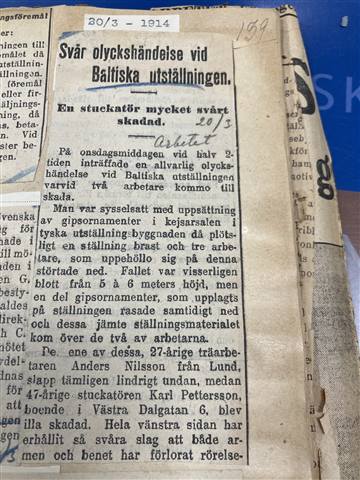 20/3 - 1914
139
Svår olyckshändelse vid
Baltiska utställningen.
En stuckatör mycket svårt
skadad.
20/3
Arbetet
På onsdagsmiddagen vid half 2-
tiden inträffade en allvarlig olycks-
händelse vid Baltiska utställningen
varvid två arbetare kommo till
skada.
Man var sysselsatt med uppsättning
av gipsornamenter i kejsarsalen i
tyska utställningsbyggnaden då plöts-
ligt en ställning brast och tre arbe-
tare, som uppehöllo sig på denna
störtade ned. Fallet var visserligen
blott från 5 à 6 meters höjd, men
en del gipsornamenter, som upplagts
på ställningen rasade samtidigt ned
och dessa jämte ställningsmaterialet
kom över de två av arbetarna.
Pe. ene av dessa, 27-årige träarbe-
taren Anders Nilsson från Lund,
slapp tämligen lindrigt undan, medan
47-årige stuckatören Karl Pettersson,
boende i Västra Dalgatan 6, blev
illa skadad. Hela vänstra sidan har
erhållit så svåra slag att både ar-
men och benet har förlorat rörelse-